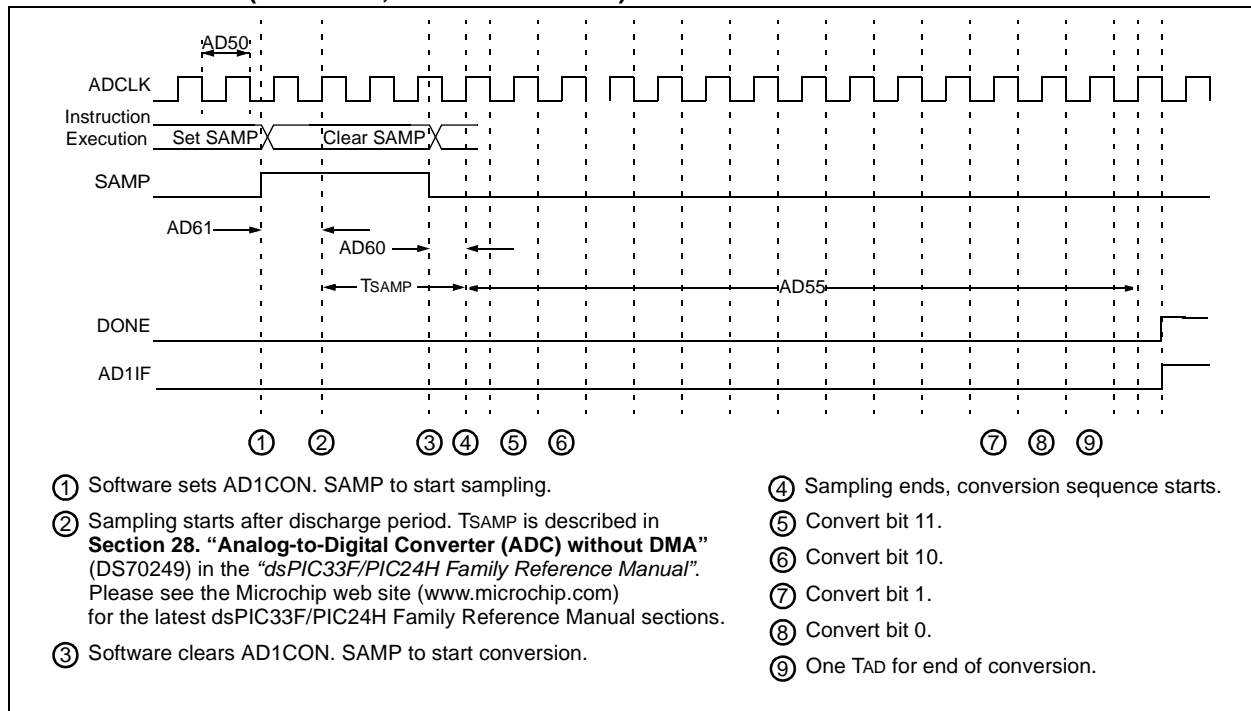 AD50
ADCLK
Instruction
Execution
Set SAMP
Clear SAMP
SAMP
AD61
AD60
TSAMP
AD55
DONE
AD1IF
1 2 3 4 5 6 7 8 9
1 Software sets AD1CON. SAMP to start sampling.
2 Sampling starts after discharge period. TSAMP is described in
Section 28. “Analog-to-Digital Converter (ADC) without DMA”
(DS70249) in the “dsPIC33F/PIC24H Family Reference Manual”.
Please see the Microchip web site (www.microchip.com)
for the latest dsPIC33F/PIC24H Family Reference Manual sections.
3 Software clears AD1CON. SAMP to start conversion.
4 Sampling ends, conversion sequence starts.
5 Convert bit 11.
6 Convert bit 10.
7 Convert bit 1.
8 Convert bit 0.
9 One TAD for end of conversion.